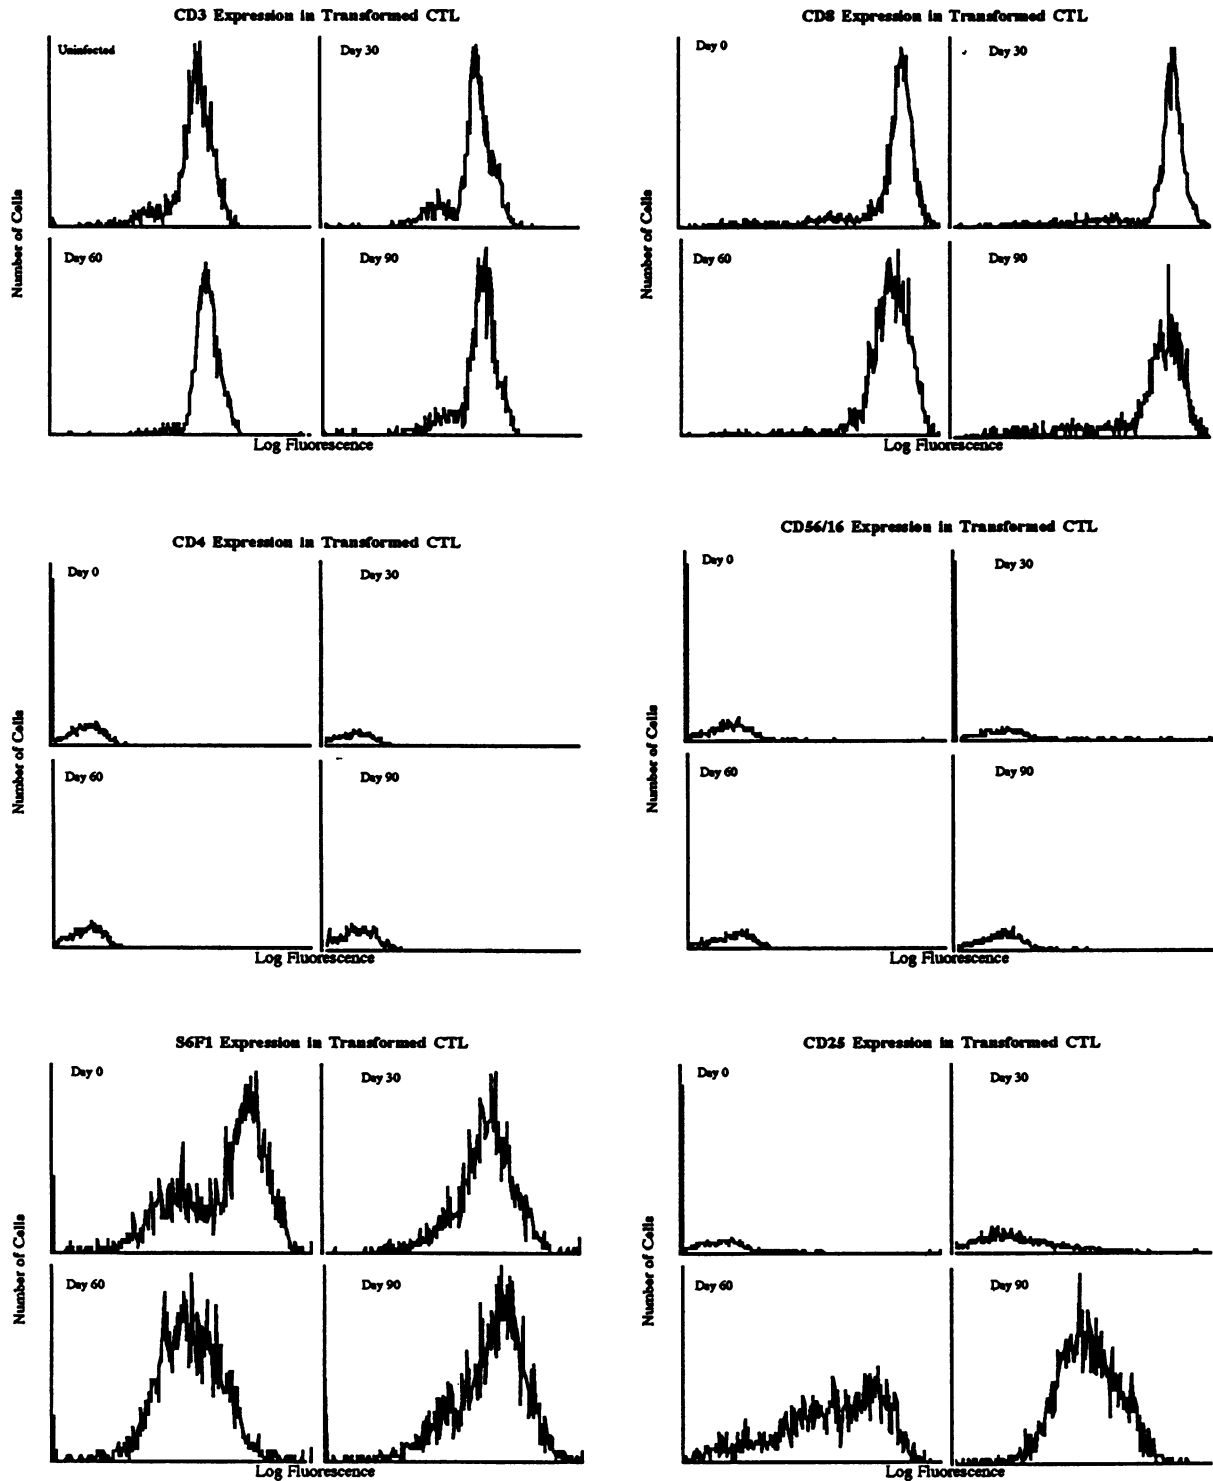 CD3 Expression in Transformed CTL
Uninfected
Day 30
Day 60
Day 90
Number of Cells
Log Fluorescence
CD8 Expression in Transformed CTL
Day 0
Day 30
Day 60
Day 90
Number of Cells
Log Fluorescence
CD4 Expression in Transformed CTL
Day 0
Day 30
Day 60
Day 90
Number of Cells
Log Fluorescence
CD56/16 Expression in Transformed CTL
Day 0
Day 30
Day 60
Day 90
Number of Cells
Log Fluorescence
S6F1 Expression in Transformed CTL
Day 0
Day 30
Day 60
Day 90
Number of Cells
Log Fluorescence
CD25 Expression in Transformed CTL
Day 0
Day 30
Day 60
Day 90
Number of Cells
Log Fluorescence